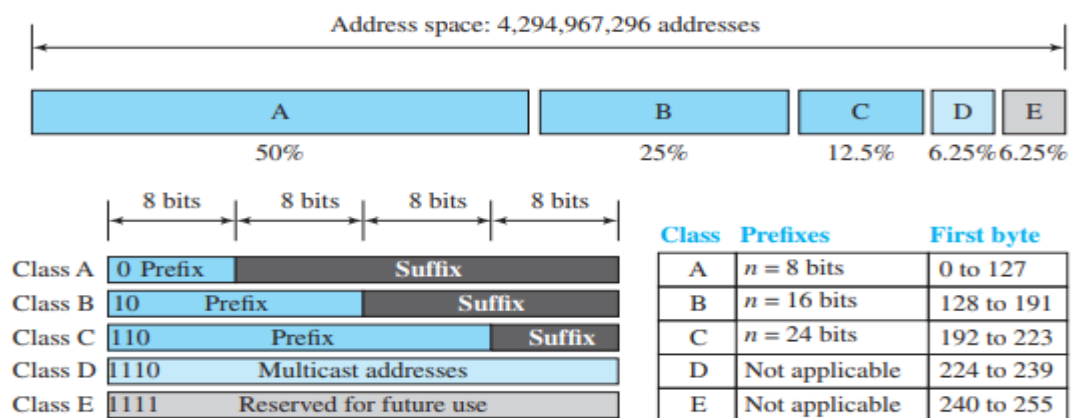 Address space: 4,294,967,296 addresses
A B C D E
50% 25% 12.5% 6.25% 6.25%
8 bits 8 bits 8 bits 8 bits
Class A 0 Prefix Suffix
Class B 10 Prefix Suffix
Class C 110 Prefix Suffix
Class D 1110 Multicast addresses
Class E 1111 Reserved for future use
Class Prefixes First byte
A n = 8 bits 0 to 127
B n = 16 bits 128 to 191
C n = 24 bits 192 to 223
D Not applicable 224 to 239
E Not applicable 240 to 255